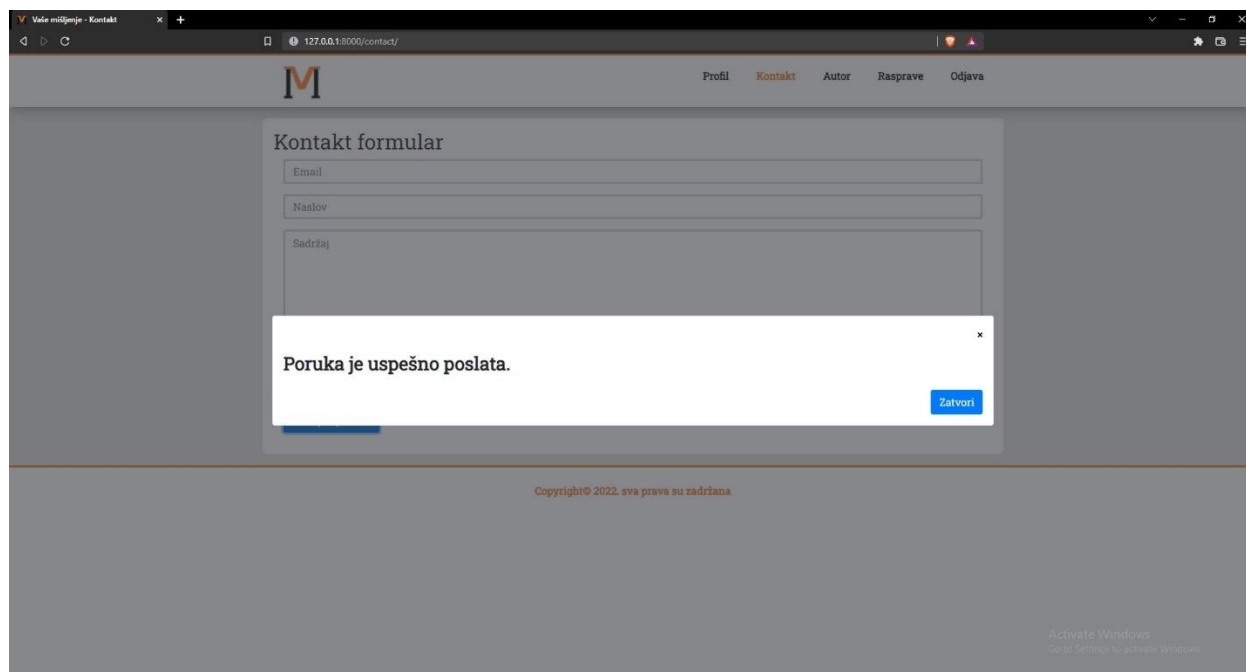 Vaše mišljenje - Kontakt
127.0.0.1:8000/contact/
M
Profil Kontakt Autor Rasprave Odjava
Kontakt formular
Email
Naslov
Sadržaj
Poruka je uspešno poslata.
Zatvori
Copyright© 2022. sva prava su zadržana
Activate Windows
Go to Settings to activate Windows.